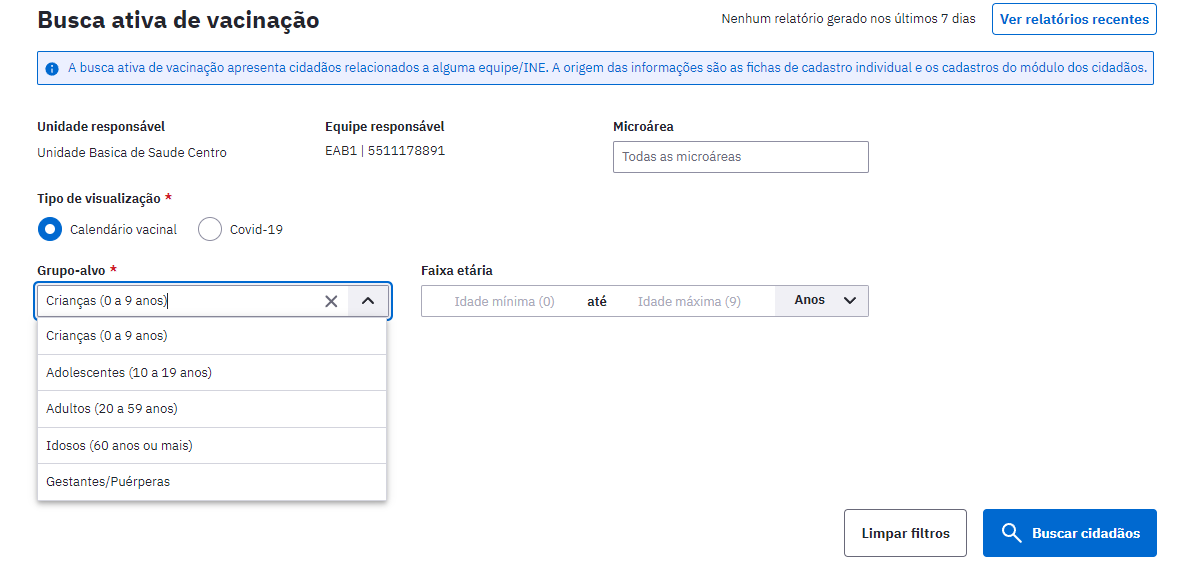 Busca ativa de vacinação
Nenhum relatório gerado nos últimos 7 dias
Ver relatórios recentes
A busca ativa de vacinação apresenta cidadãos relacionados a alguma equipe/INE. A origem das informações são as fichas de cadastro individual e os cadastros do módulo dos cidadãos.
Unidade responsável
Unidade Basica de Saude Centro
Equipe responsável
EAB1 | 5511178891
Microárea
Todas as microáreas
Tipo de visualização *
Calendário vacinal
Covid-19
Grupo-alvo *
Crianças (0 a 9 anos)
Faixa etária
Idade mínima (0) até Idade máxima (9) Anos
Crianças (0 a 9 anos)
Adolescentes (10 a 19 anos)
Adultos (20 a 59 anos)
Idosos (60 anos ou mais)
Gestantes/Puérperas
Limpar filtros
Buscar cidadãos